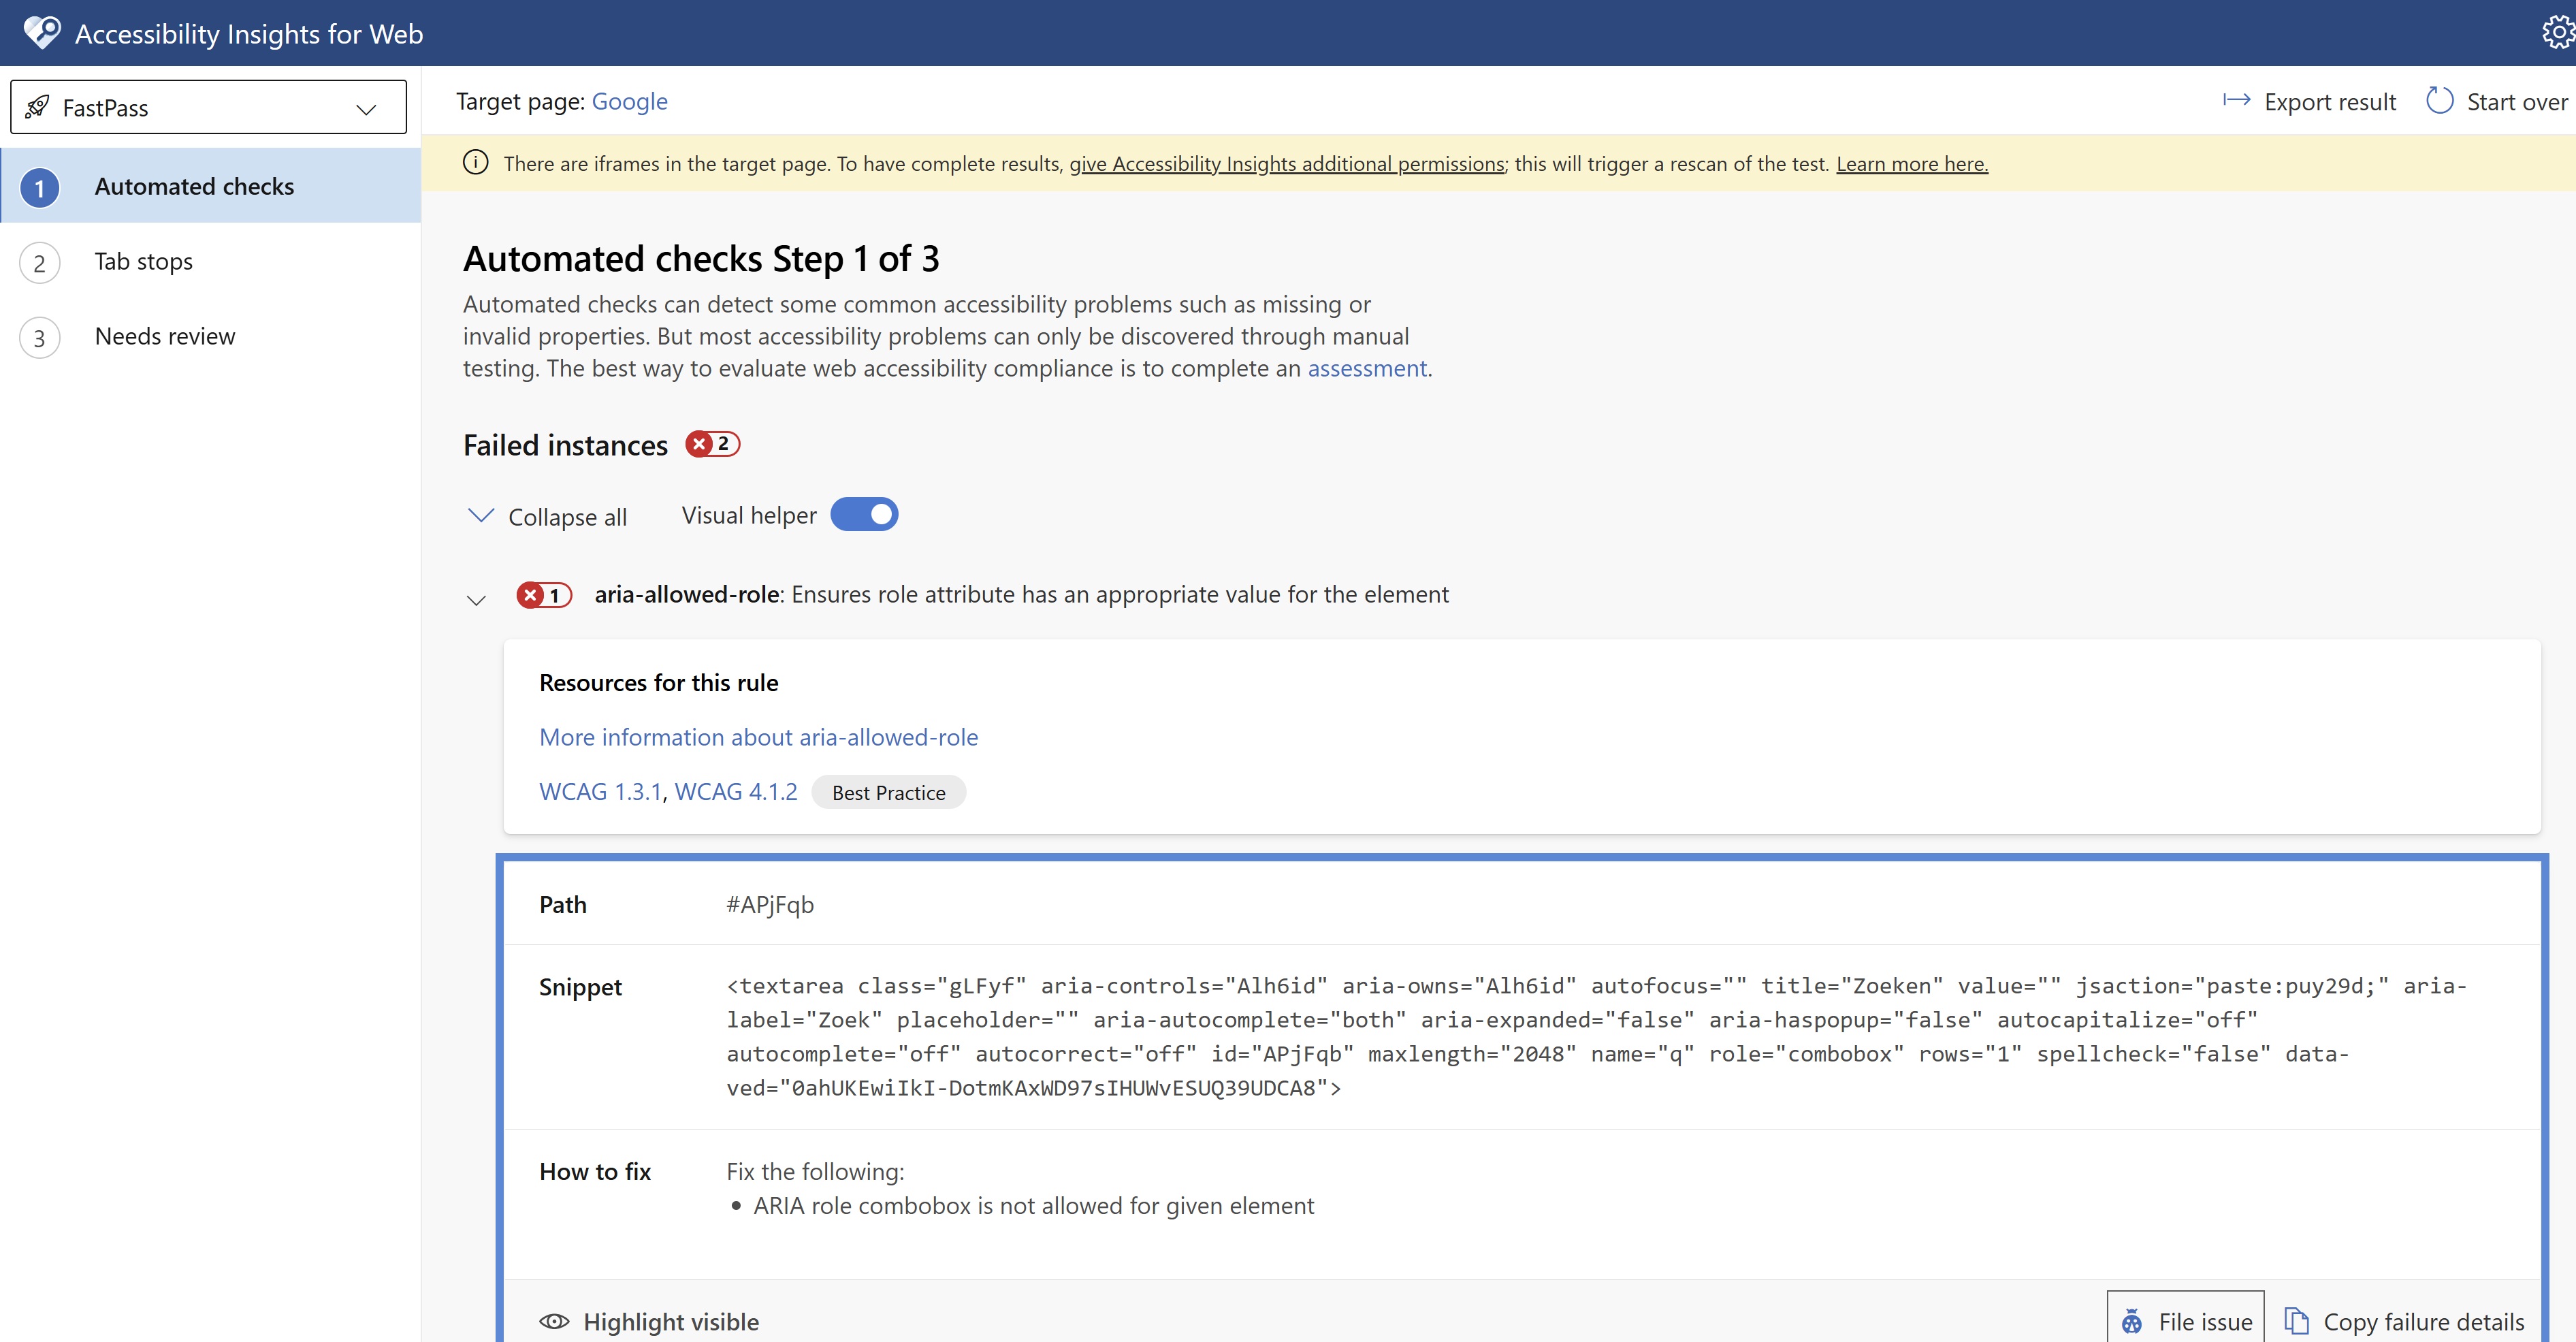 Accessibility Insights for Web
FastPass
Target page: Google
Export result
Start over
There are iframes in the target page. To have complete results, give Accessibility Insights additional permissions; this will trigger a rescan of the test. Learn more here.
1 Automated checks
2 Tab stops
3 Needs review
Automated checks Step 1 of 3
Automated checks can detect some common accessibility problems such as missing or
invalid properties. But most accessibility problems can only be discovered through manual
testing. The best way to evaluate web accessibility compliance is to complete an assessment.
Failed instances 2
Collapse all Visual helper
1 aria-allowed-role: Ensures role attribute has an appropriate value for the element
Resources for this rule
More information about aria-allowed-role
WCAG 1.3.1, WCAG 4.1.2 Best Practice
Path #APjFqb
Snippet <textarea class="gLFyf" aria-controls="Alh6id" aria-owns="Alh6id" autofocus="" title="Zoeken" value="" jsaction="paste:puy29d;" aria-
label="Zoek" placeholder="" aria-autocomplete="both" aria-expanded="false" aria-haspopup="false" autocapitalize="off"
autocomplete="off" autocorrect="off" id="APjFqb" maxlength="2048" name="q" role="combobox" rows="1" spellcheck="false" data-
ved="0ahUKEwiIkI-DotmKAxWD97sIHUWvESUQ39UDCA8">
How to fix Fix the following:
• ARIA role combobox is not allowed for given element
Highlight visible
File issue
Copy failure details